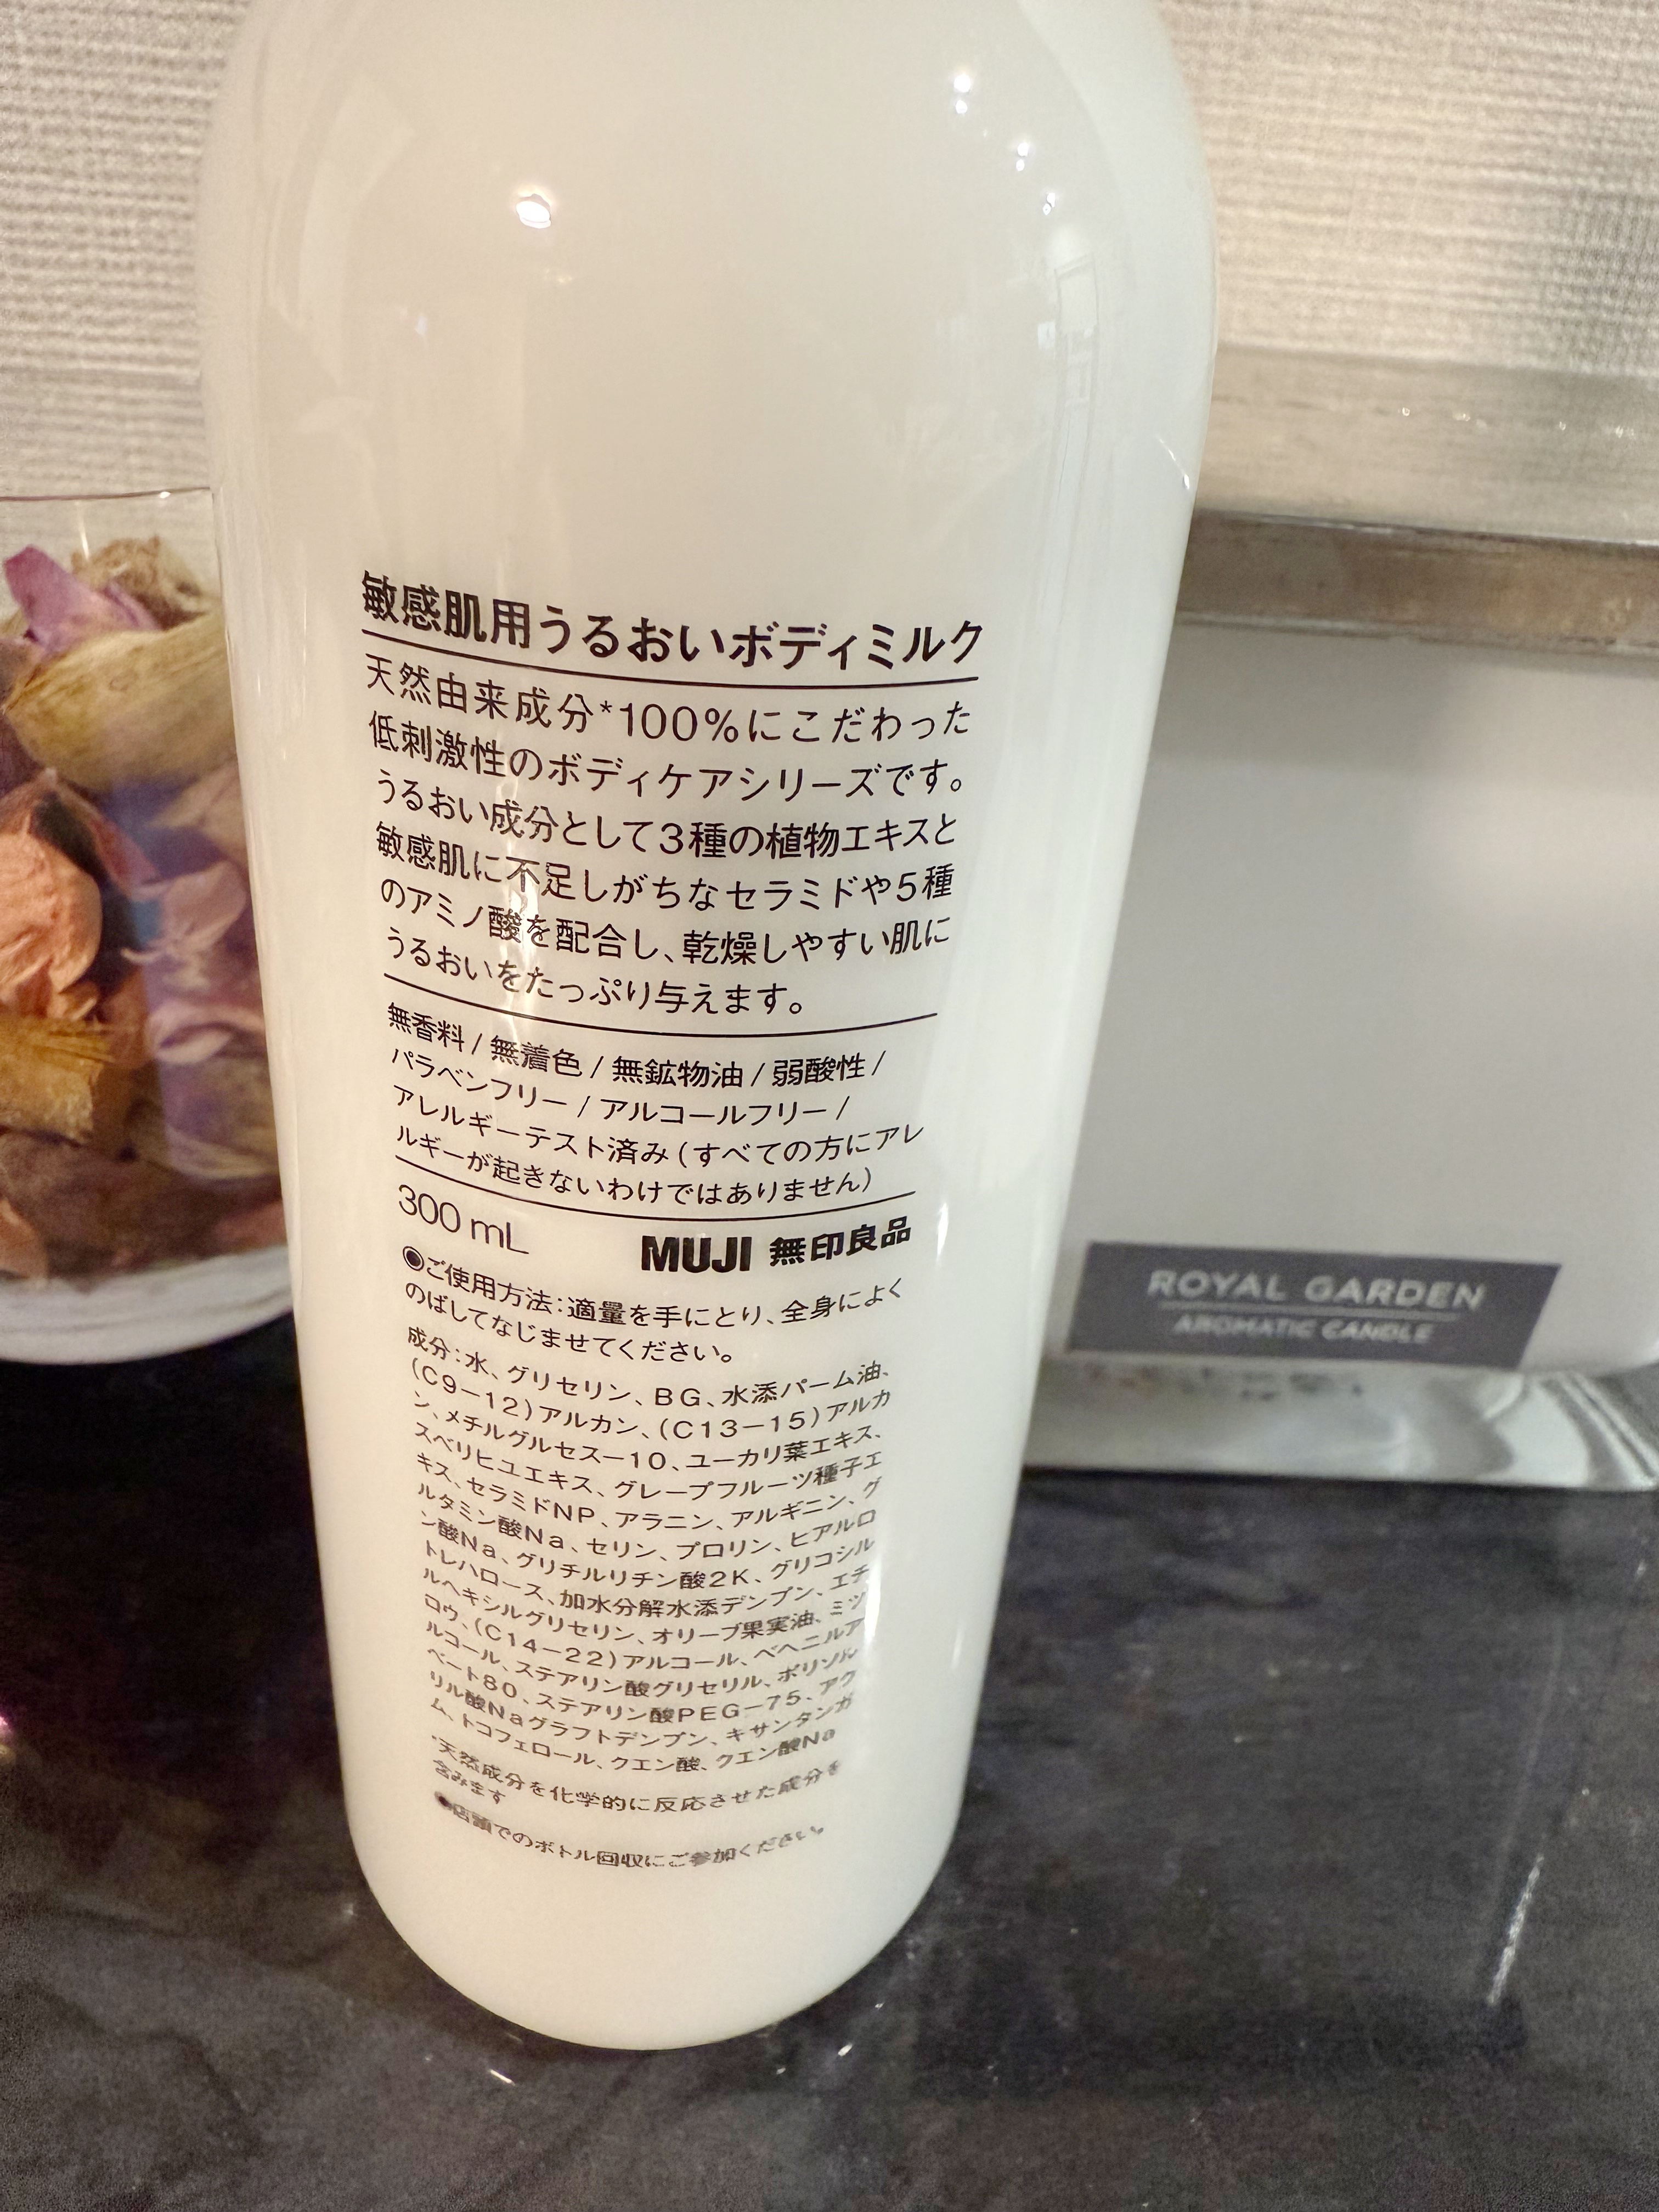 敏感肌用うるおいボディミルク
天然由来成分*100%にこだわった
低刺激性のボディケアシリーズです。
うるおい成分として3種の植物エキスと
敏感肌に不足しがちなセラミドや5種
のアミノ酸を配合し、乾燥しやすい肌に
うるおいをたっぷり与えます。
無香料/無着色/無鉱物油/弱酸性/
パラベンフリー/アルコールフリー/
アレルギーテスト済み(すべての方にアレ
ルギーが起きないわけではありません)
300 mL
MUJI 無印良品
◉ご使用方法:適量を手にとり、全身によく
のばしてなじませてください。
成分:水、グリセリン、BG、水添パーム油、
(C9-12)アルカン、(C13-15)アルカ
ン、メチルグルセス-10、ユーカリ葉エキス、
スベリヒユエキス、グレープフルーツ種子エ
キス、セラミドNP、アラニン、アルギニン、グ
ルタミン酸Na、セリン、プロリン、ヒアルロ
ン酸Na、グリチルリチン酸2K、グリコシル
トレハロース、加水分解水添デンプン、エチ
ルヘキシルグリセリン、オリーブ果実油、ミツ
ロウ、(C14-22)アルコール、ベヘニルア
ルコール、ステアリン酸グリセリル、ポリソル
ベート80、ステアリン酸PEG-75、アク
リル酸Naグラフトデンプン、キサンタンガ
ム、トコフェロール、クエン酸、クエン酸Na
*天然成分を化学的に反応させた成分を
含みます
◉店頭でのボトル回収にご参加ください。
ROYAL GARDEN
AROMATIC CANDLE